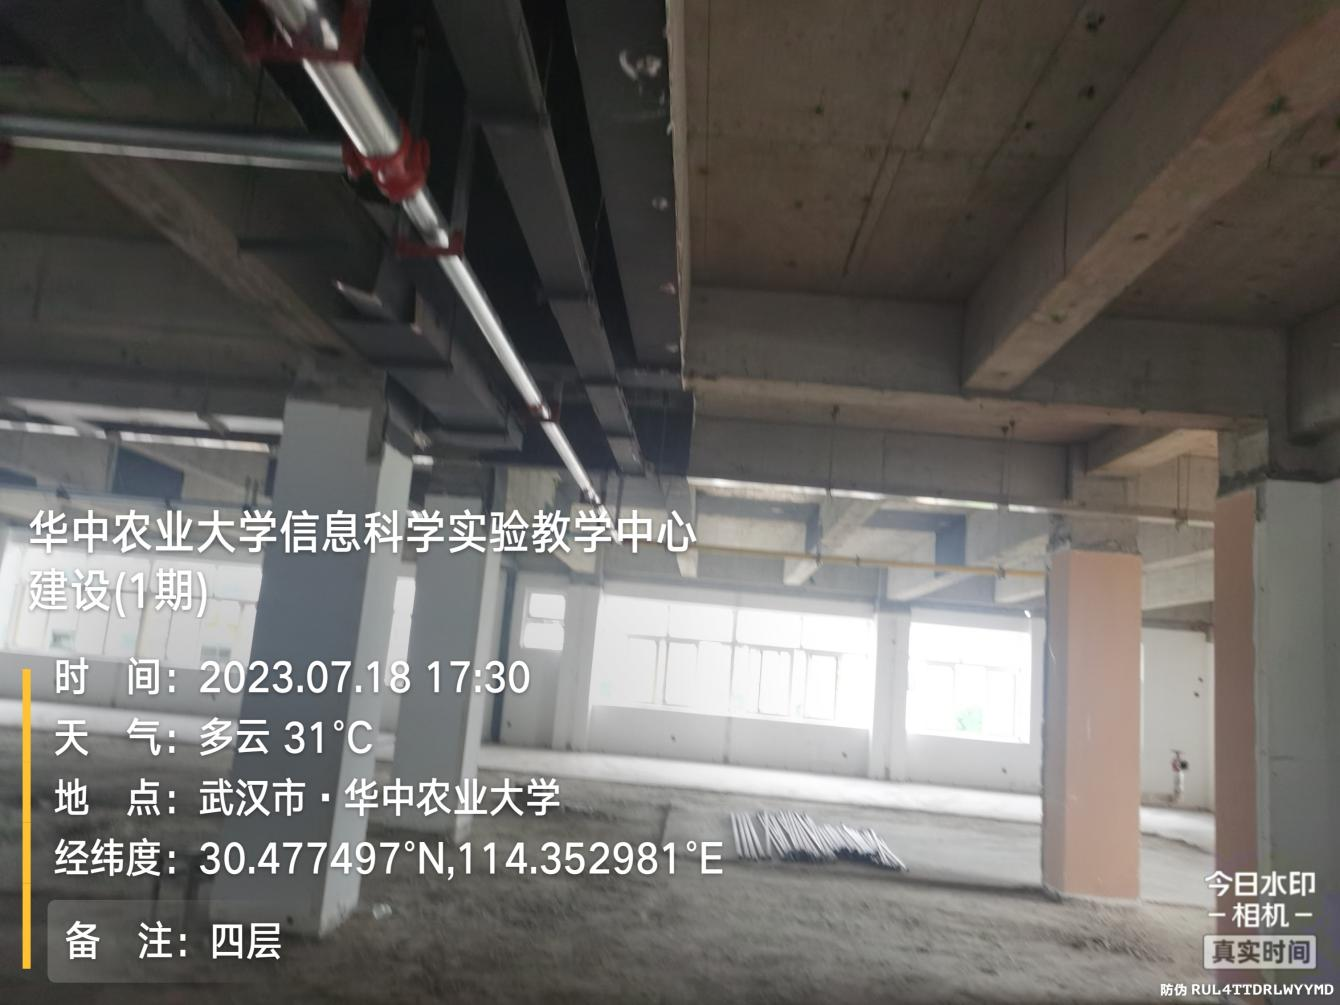 华中农业大学信息科学实验教学中心
建设(1期)
时 间：2023.07.18 17:30
天 气：多云 31°C
地 点：武汉市·华中农业大学
经纬度：30.477497°N,114.352981°E
备 注：四层
今日水印
-相机-
真实时间
防伪 RUL4TTDRLWYYMD